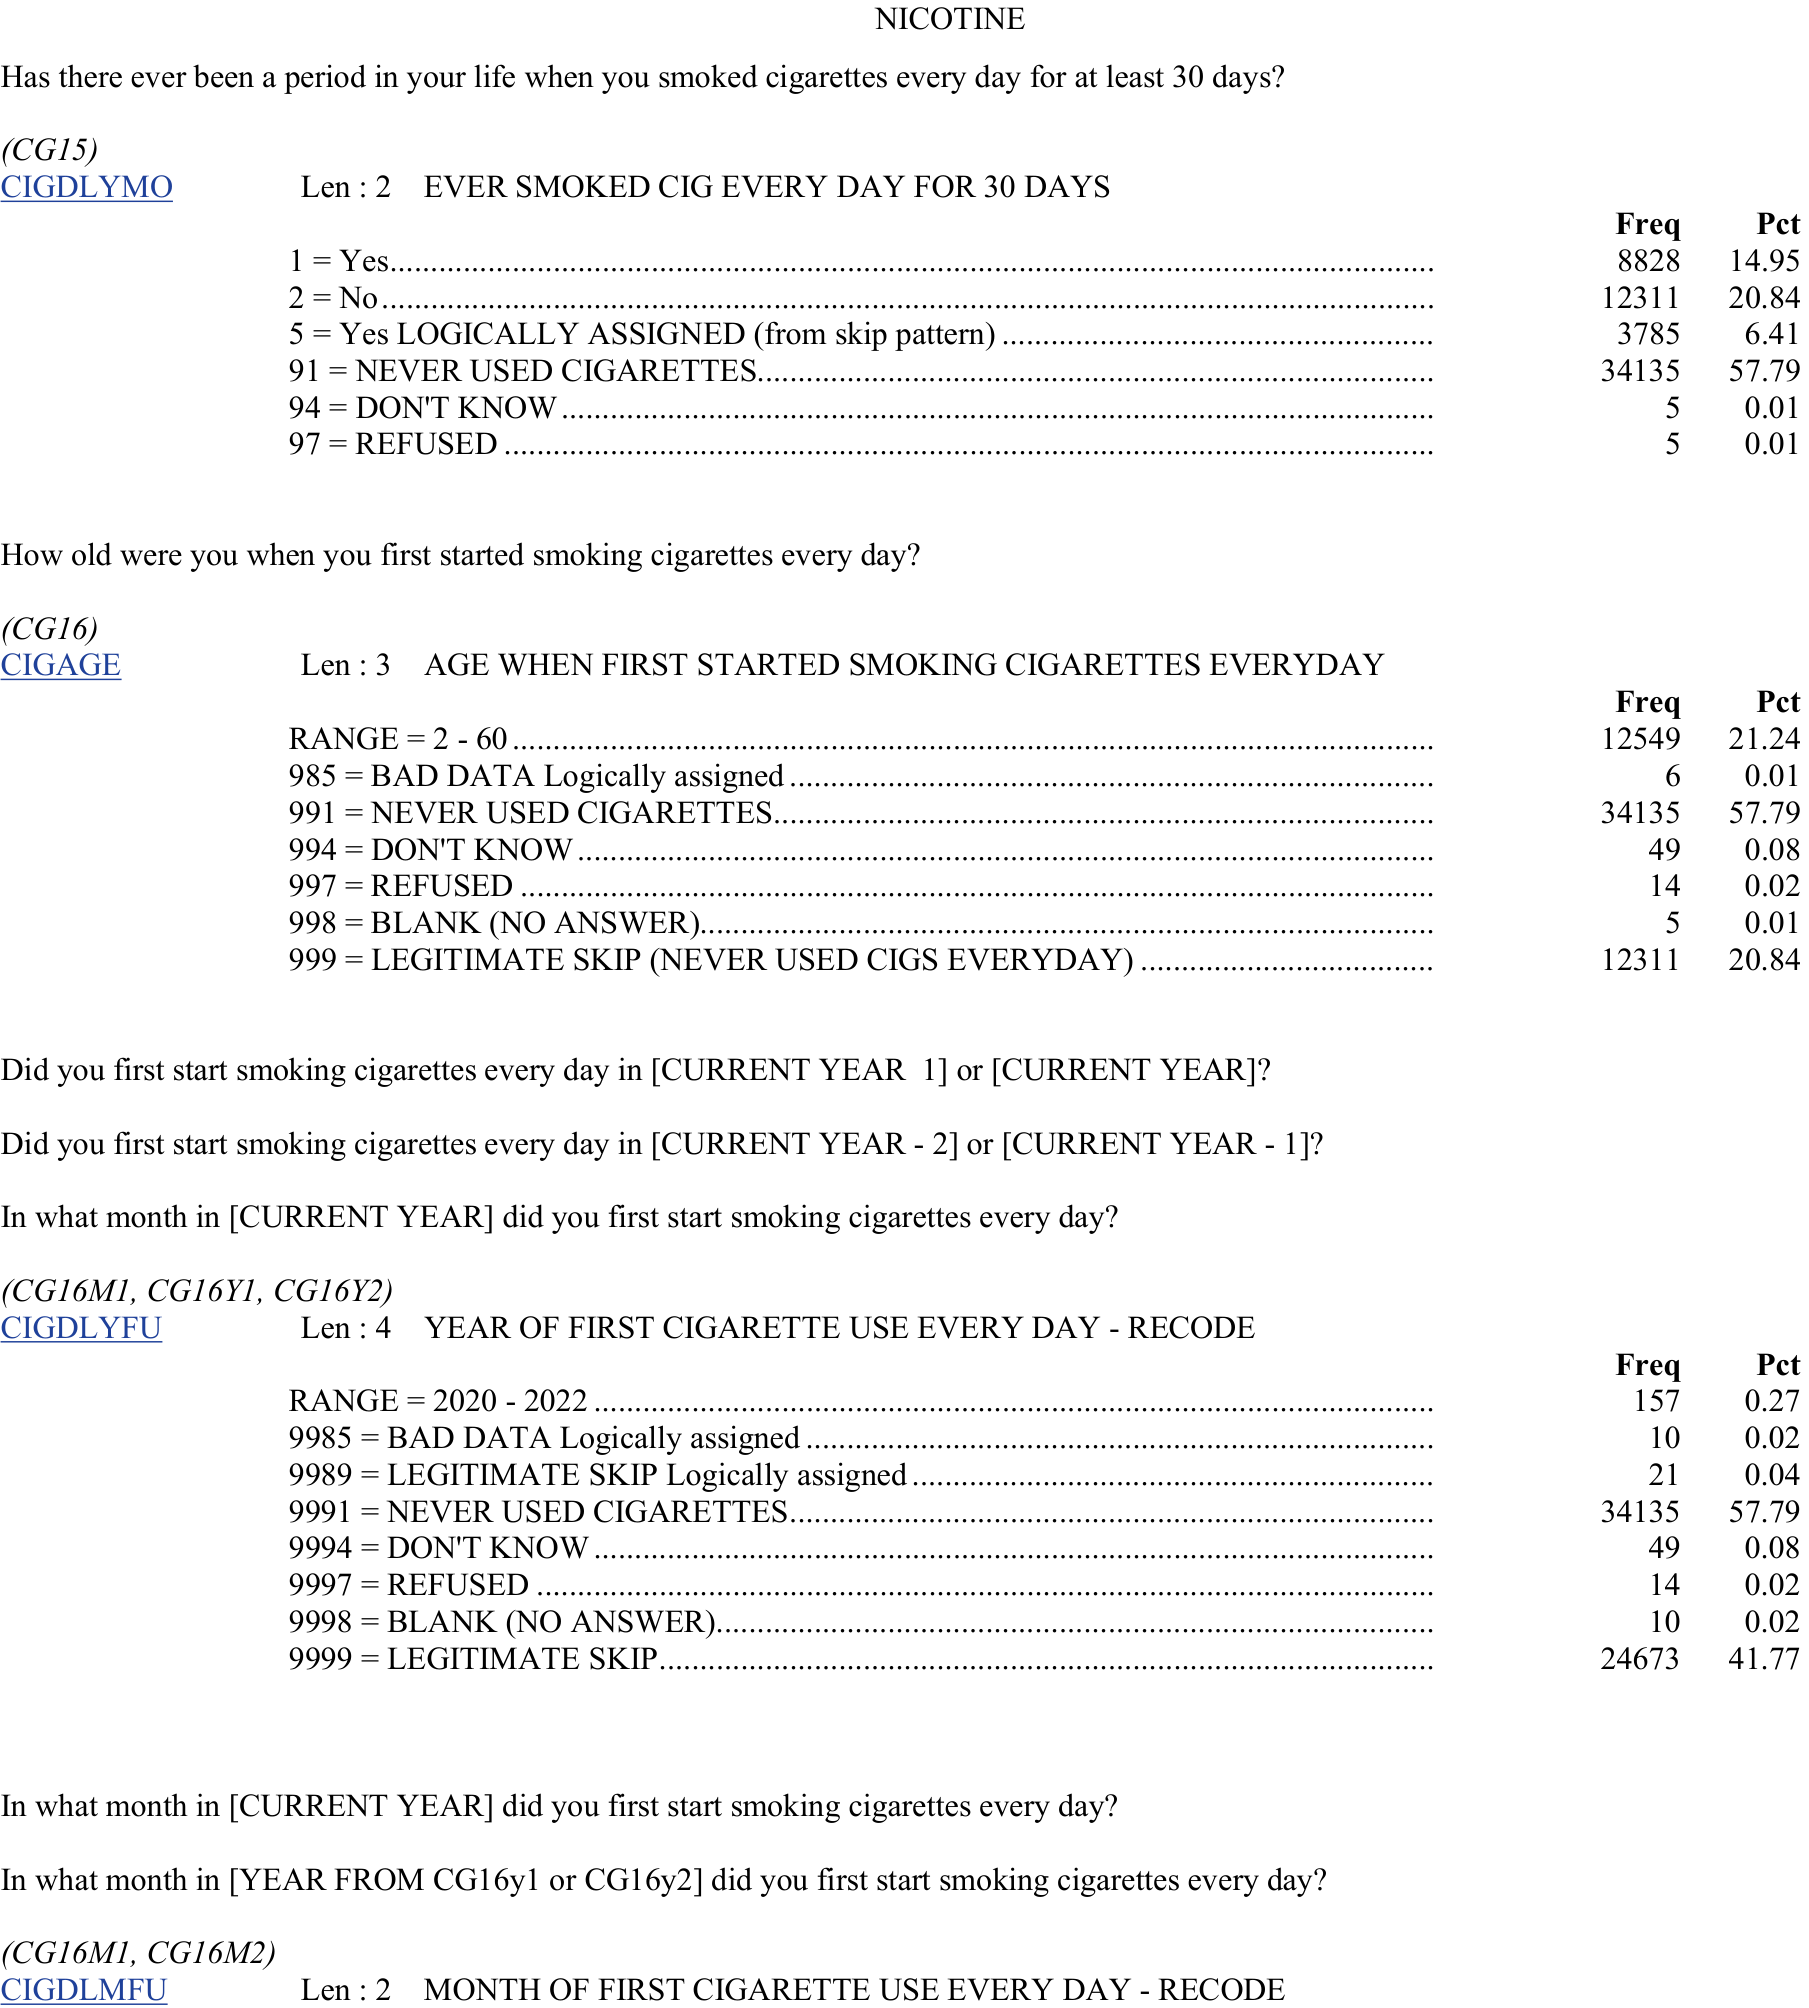 NICOTINE
Has there ever been a period in your life when you smoked cigarettes every day for at least 30 days?
(CG15)
CIGDLYMO Len : 2 EVER SMOKED CIG EVERY DAY FOR 30 DAYS
Freq Pct
1 = Yes 8828 14.95
2 = No 12311 20.84
5 = Yes LOGICALLY ASSIGNED (from skip pattern) 3785 6.41
91 = NEVER USED CIGARETTES 34135 57.79
94 = DON'T KNOW 5 0.01
97 = REFUSED 5 0.01
How old were you when you first started smoking cigarettes every day?
(CG16)
CIGAGE Len : 3 AGE WHEN FIRST STARTED SMOKING CIGARETTES EVERYDAY
Freq Pct
RANGE = 2 - 60 12549 21.24
985 = BAD DATA Logically assigned 6 0.01
991 = NEVER USED CIGARETTES 34135 57.79
994 = DON'T KNOW 49 0.08
997 = REFUSED 14 0.02
998 = BLANK (NO ANSWER) 5 0.01
999 = LEGITIMATE SKIP (NEVER USED CIGS EVERYDAY) 12311 20.84
Did you first start smoking cigarettes every day in [CURRENT YEAR  1] or [CURRENT YEAR]?
Did you first start smoking cigarettes every day in [CURRENT YEAR - 2] or [CURRENT YEAR - 1]?
In what month in [CURRENT YEAR] did you first start smoking cigarettes every day?
(CG16M1, CG16Y1, CG16Y2)
CIGDLYFU Len : 4 YEAR OF FIRST CIGARETTE USE EVERY DAY - RECODE
Freq Pct
RANGE = 2020 - 2022 157 0.27
9985 = BAD DATA Logically assigned 10 0.02
9989 = LEGITIMATE SKIP Logically assigned 21 0.04
9991 = NEVER USED CIGARETTES 34135 57.79
9994 = DON'T KNOW 49 0.08
9997 = REFUSED 14 0.02
9998 = BLANK (NO ANSWER) 10 0.02
9999 = LEGITIMATE SKIP 24673 41.77
In what month in [CURRENT YEAR] did you first start smoking cigarettes every day?
In what month in [YEAR FROM CG16y1 or CG16y2] did you first start smoking cigarettes every day?
(CG16M1, CG16M2)
CIGDLMFU Len : 2 MONTH OF FIRST CIGARETTE USE EVERY DAY - RECODE